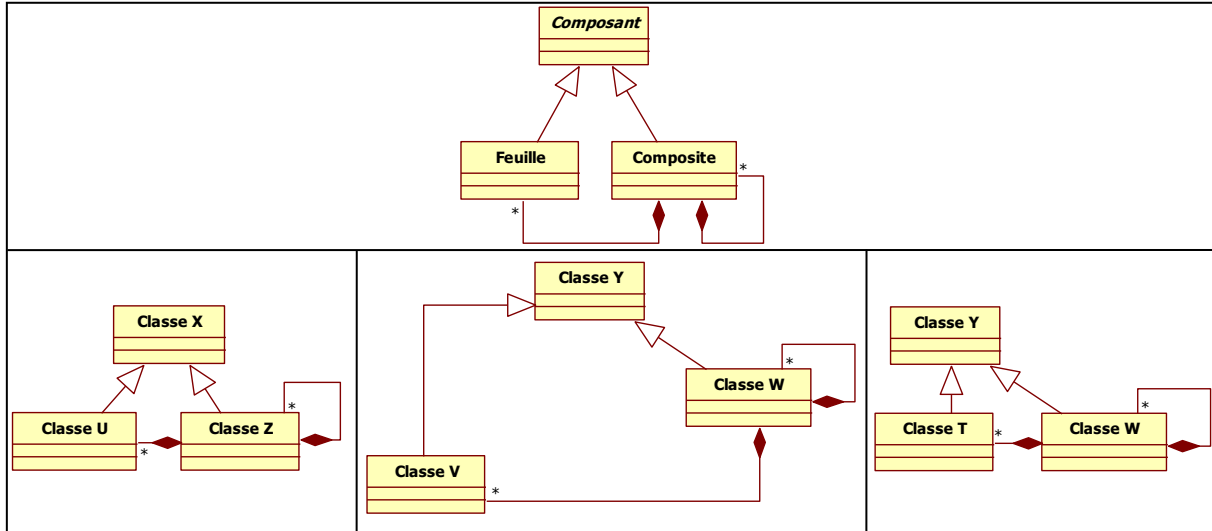 Composant
Feuille
Composite
*
*
Classe X
Classe U
Classe Z
*
*
Classe Y
Classe W
Classe V
*
*
Classe Y
Classe T
Classe W
*
*